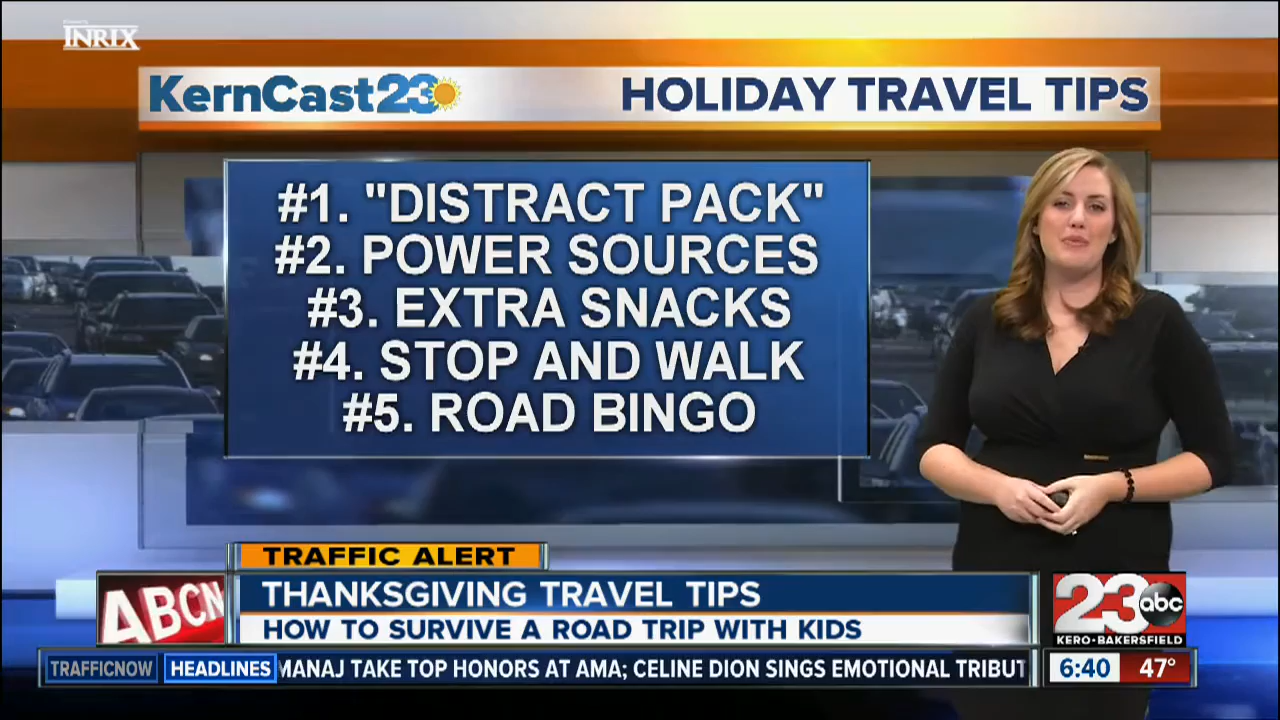 INRIX
KernCast23
HOLIDAY TRAVEL TIPS
#1. "DISTRACT PACK"
#2. POWER SOURCES
#3. EXTRA SNACKS
#4. STOP AND WALK
#5. ROAD BINGO
TRAFFIC ALERT
ABCN
THANKSGIVING TRAVEL TIPS
HOW TO SURVIVE A ROAD TRIP WITH KIDS
23 abc
KERO-BAKERSFIELD
TRAFFICNOW HEADLINES MANAJ TAKE TOP HONORS AT AMA; CELINE DION SINGS EMOTIONAL TRIBUT
6:40 47°